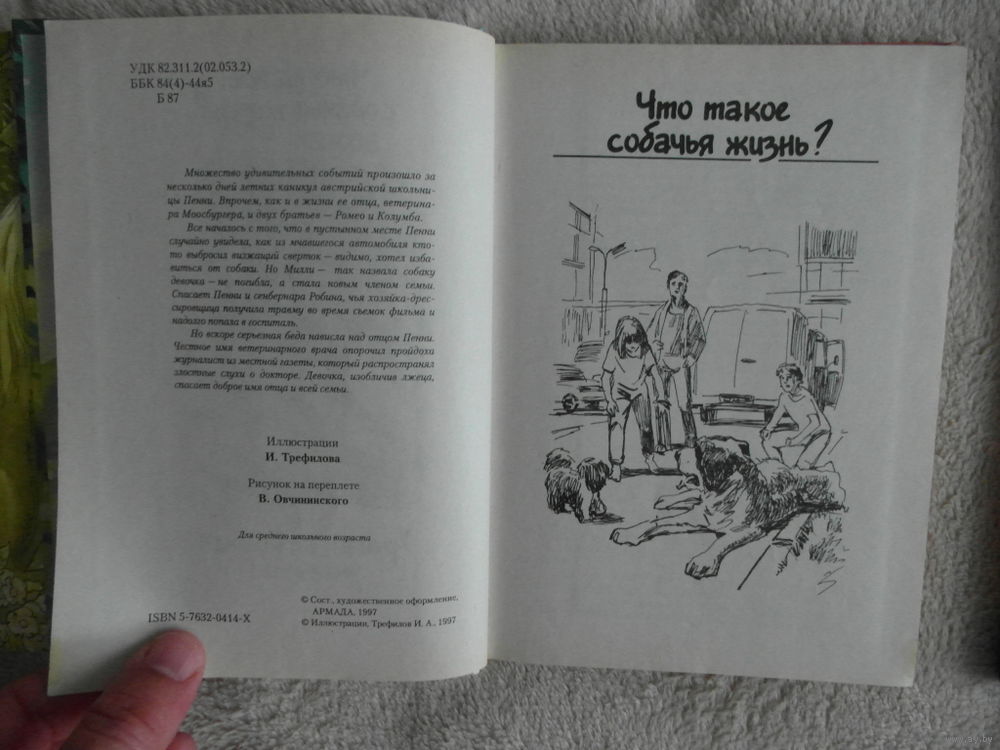 УДК 82.311.2(02.053.2)
ББК 84(4)-44я5
Б 87
Множество удивительных событий произошло за
несколько дней летних каникул австрийской школьни-
цы Пенни. Впрочем, как и в жизни ее отца, ветерина-
ра Моосбургера, и двух братьев — Ромео и Колумба.
Все началось с того, что в пустынном месте Пенни
случайно увидела, как из мчавшегося автомобиля кто-
то выбросил визжащий сверток — видимо, хотел изба-
виться от собаки. Но Милли — так назвала собаку
девочка — не погибла, а стала новым членом семьи.
Спасает Пенни и сенбернара Робина, чья хозяйка-дрес-
сировщица получила травму во время съемок фильма и
надолго попала в госпиталь.
Но вскоре серьезная беда нависла над отцом Пенни.
Честное имя ветеринарного врача опорочил пройдоха
журналист из местной газеты, который распространял
злостные слухи о докторе. Девочка, изобличив лжеца,
спасает доброе имя отца и всей семьи.
Иллюстрации
И. Трефилова
Рисунок на переплете
В. Овчининского
Для среднего школьного возраста
© Сост., художественное оформление,
АРМАДА, 1997
© Иллюстрации, Трефилов И. А., 1997
ISBN 5-7632-0414-X
Что такое
собачья жизнь?
www.ay.by